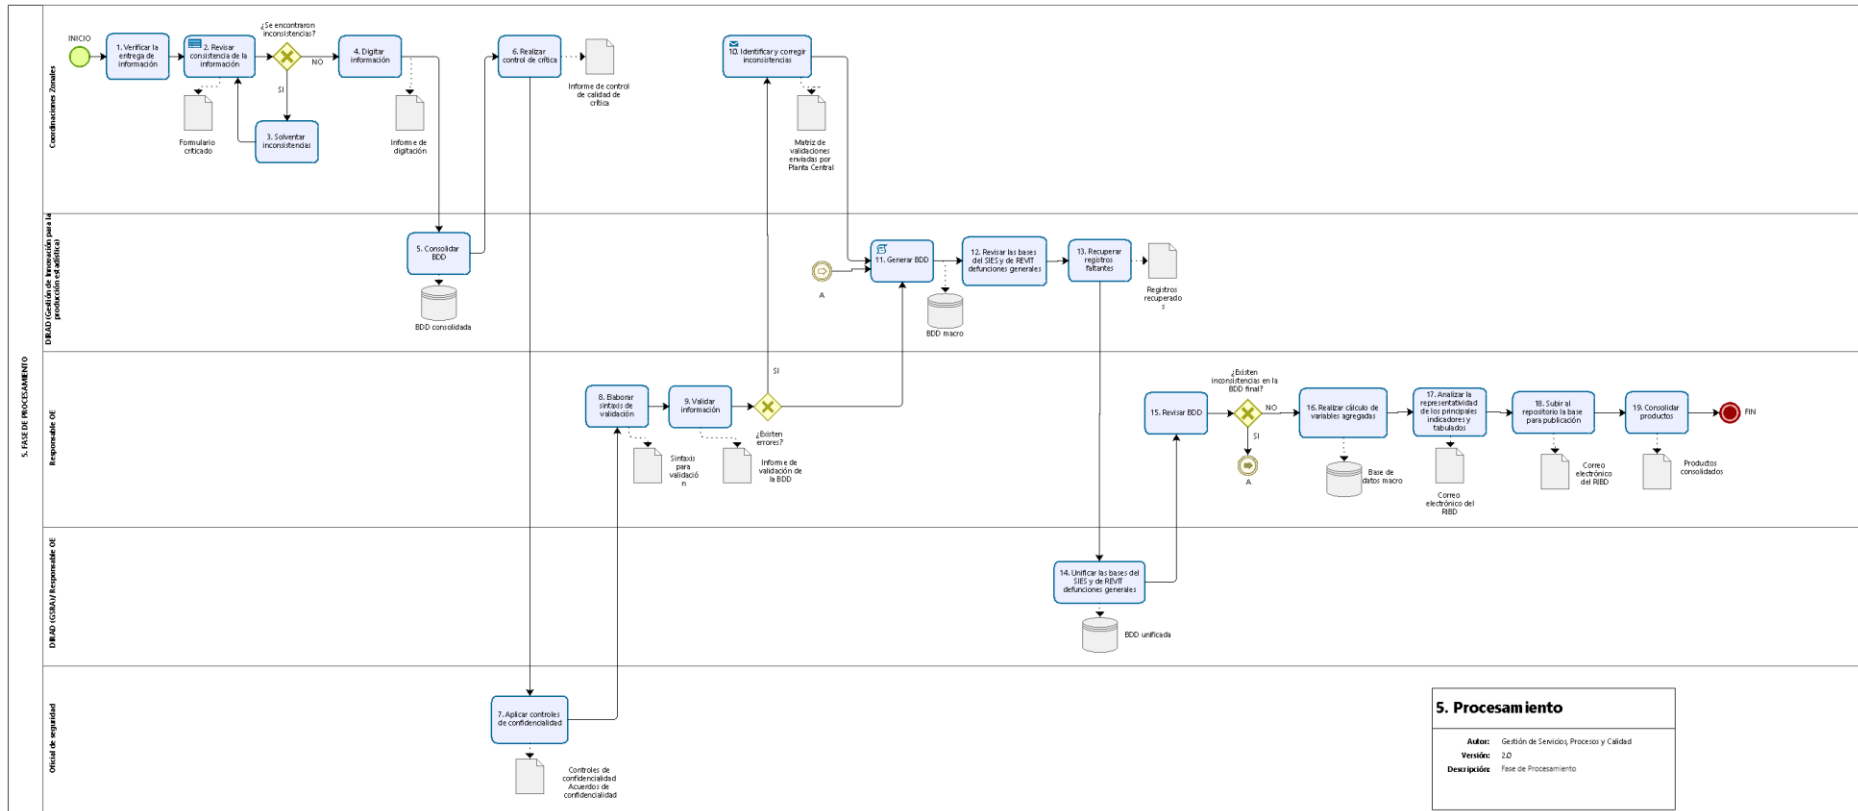 5. FASE DE PROCESAMIENTO
Coordinaciones Zonales
INICIO
1. Verificar la
entrega de
información
2. Revisar
consistencia de la
información
Formulario
criticado
¿Se encontraron
inconsistencias?
NO
SI
3. Solventar
inconsistencias
4. Digitar
información
Informe de
digitación
6. Realizar
control de crítica
Informe de control
de calidad de
crítica
10. Identificar y corregir
inconsistencias
Matriz de
validaciones
enviadas por
Planta Central
DIRAD (Gestión de Innovación para la
producción estadística)
5. Consolidar
BDD
BDD consolidada
A
11. Generar BDD
BDD macro
12. Revisar las bases
del SIES y de REVIT
defunciones generales
13. Recuperar
registros
faltantes
Registros
recuperado
s
Responsable OE
8. Elaborar
sintaxis de
validación
Sintaxis
para
validació
n
9. Validar
información
Informe de
validación de
la BDD
SI
¿Existen
errores?
15. Revisar BDD
¿Existen
inconsistencias en la
BDD final?
NO
SI
A
16. Realizar cálculo de
variables agregadas
Base de
datos macro
17. Analizar la
representatividad
de los principales
indicadores y
tabulados
Correo
electrónico del
RIBD
18. Subir al
repositorio la base
para publicación
Correo
electrónico
del RIBD
19. Consolidar
productos
Productos
consolidados
FIN
DIRAD (GSRA)/ Responsable OE
14. Unificar las bases del
SIES y de REVIT
defunciones generales
BDD unificada
Oficial de seguridad
7. Aplicar controles
de confidencialidad
Controles de
confidencialidad
Acuerdos de
confidencialidad
5. Procesamiento
Autor: Gestión de Servicios, Procesos y Calidad
Versión: 2.0
Descripción: Fase de Procesamiento